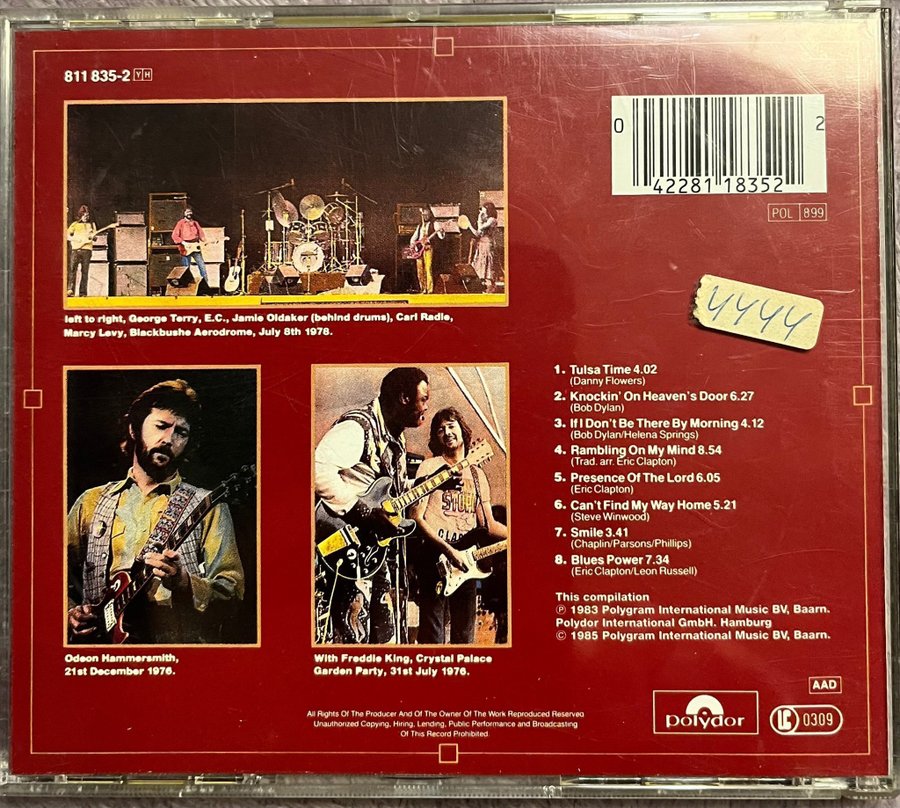 811 835-2 YH
0 42281 18352 2
POL 899
left to right, George Terry, E.C., Jamie Oldaker (behind drums), Carl Radle,
Marcy Levy, Blackbushe Aerodrome, July 8th 1978.
4444
1. Tulsa Time 4.02
(Danny Flowers)
2. Knockin' On Heaven's Door 6.27
(Bob Dylan)
3. If I Don't Be There By Morning 4.12
(Bob Dylan/Helena Springs)
4. Rambling On My Mind 8.54
(Trad. arr. Eric Clapton)
5. Presence Of The Lord 6.05
(Eric Clapton)
6. Can't Find My Way Home 5.21
(Steve Winwood)
7. Smile 3.41
(Chaplin/Parsons/Phillips)
8. Blues Power 7.34
(Eric Clapton/Leon Russell)
This compilation
℗ 1983 Polygram International Music BV, Baarn.
Polydor International GmbH. Hamburg
© 1985 Polygram International Music BV, Baarn.
Odeon Hammersmith,
21st December 1976.
With Freddie King, Crystal Palace
Garden Party, 31st July 1976.
AAD
All Rights Of The Producer And Of The Owner Of The Work Reproduced Reserved
Unauthorized Copying, Hiring, Lending, Public Performance and Broadcasting
Of This Record Prohibited.
polydor
LC 0309